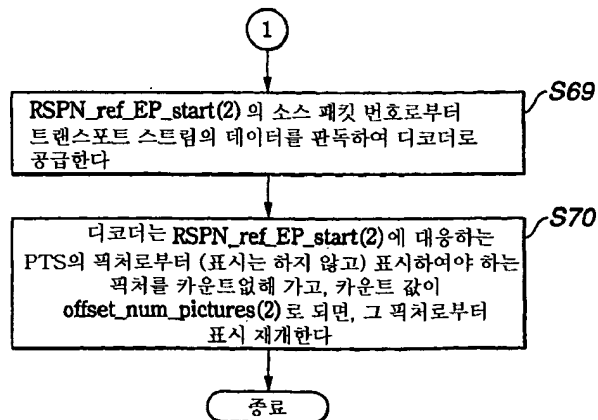 1
S69
RSPN_ref_EP_start(2) 의 소스 패킷 번호로부터
트랜스포트 스트림의 데이터를 판독하여 디코더로
공급한다
S70
디코더는 RSPN_ref_EP_start(2) 에 대응하는
PTS의 픽처로부터 (표시는 하지 않고) 표시하여야 하는
픽처를 카운트없해 가고, 카운트 값이
offset_num_pictures(2) 로 되면, 그 픽처로부터
표시 재개한다
종료